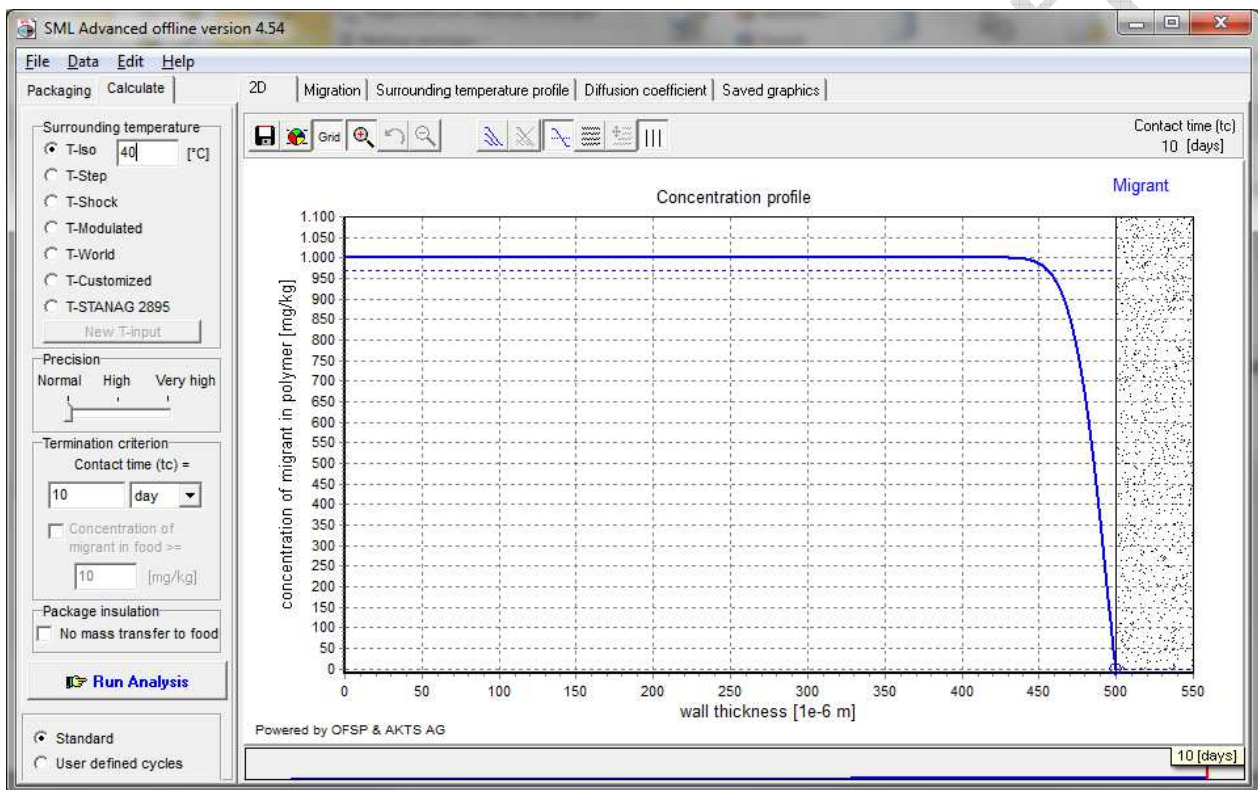 SML Advanced offline version 4.54
File Data Edit Help
Packaging Calculate
2D Migration Surrounding temperature profile Diffusion coefficient Saved graphics
Surrounding temperature
T-Iso 40 [°C]
T-Step
T-Shock
T-Modulated
T-World
T-Customized
T-STANAG 2895
New T-input
Precision
Normal High Very high
Termination criterion
Contact time (tc) =
10 day
Concentration of
migrant in food >=
10 [mg/kg]
Package insulation
No mass transfer to food
Run Analysis
Standard
User defined cycles
Grid
Contact time (tc)
10 [days]
Migrant
Concentration profile
concentration of migrant in polymer [mg/kg]
1.100
1.050
1.000
950
900
850
800
750
700
650
600
550
500
450
400
350
300
250
200
150
100
50
0
0 50 100 150 200 250 300 350 400 450 500 550
wall thickness [1e-6 m]
Powered by OFSP & AKTS AG
10 [days]